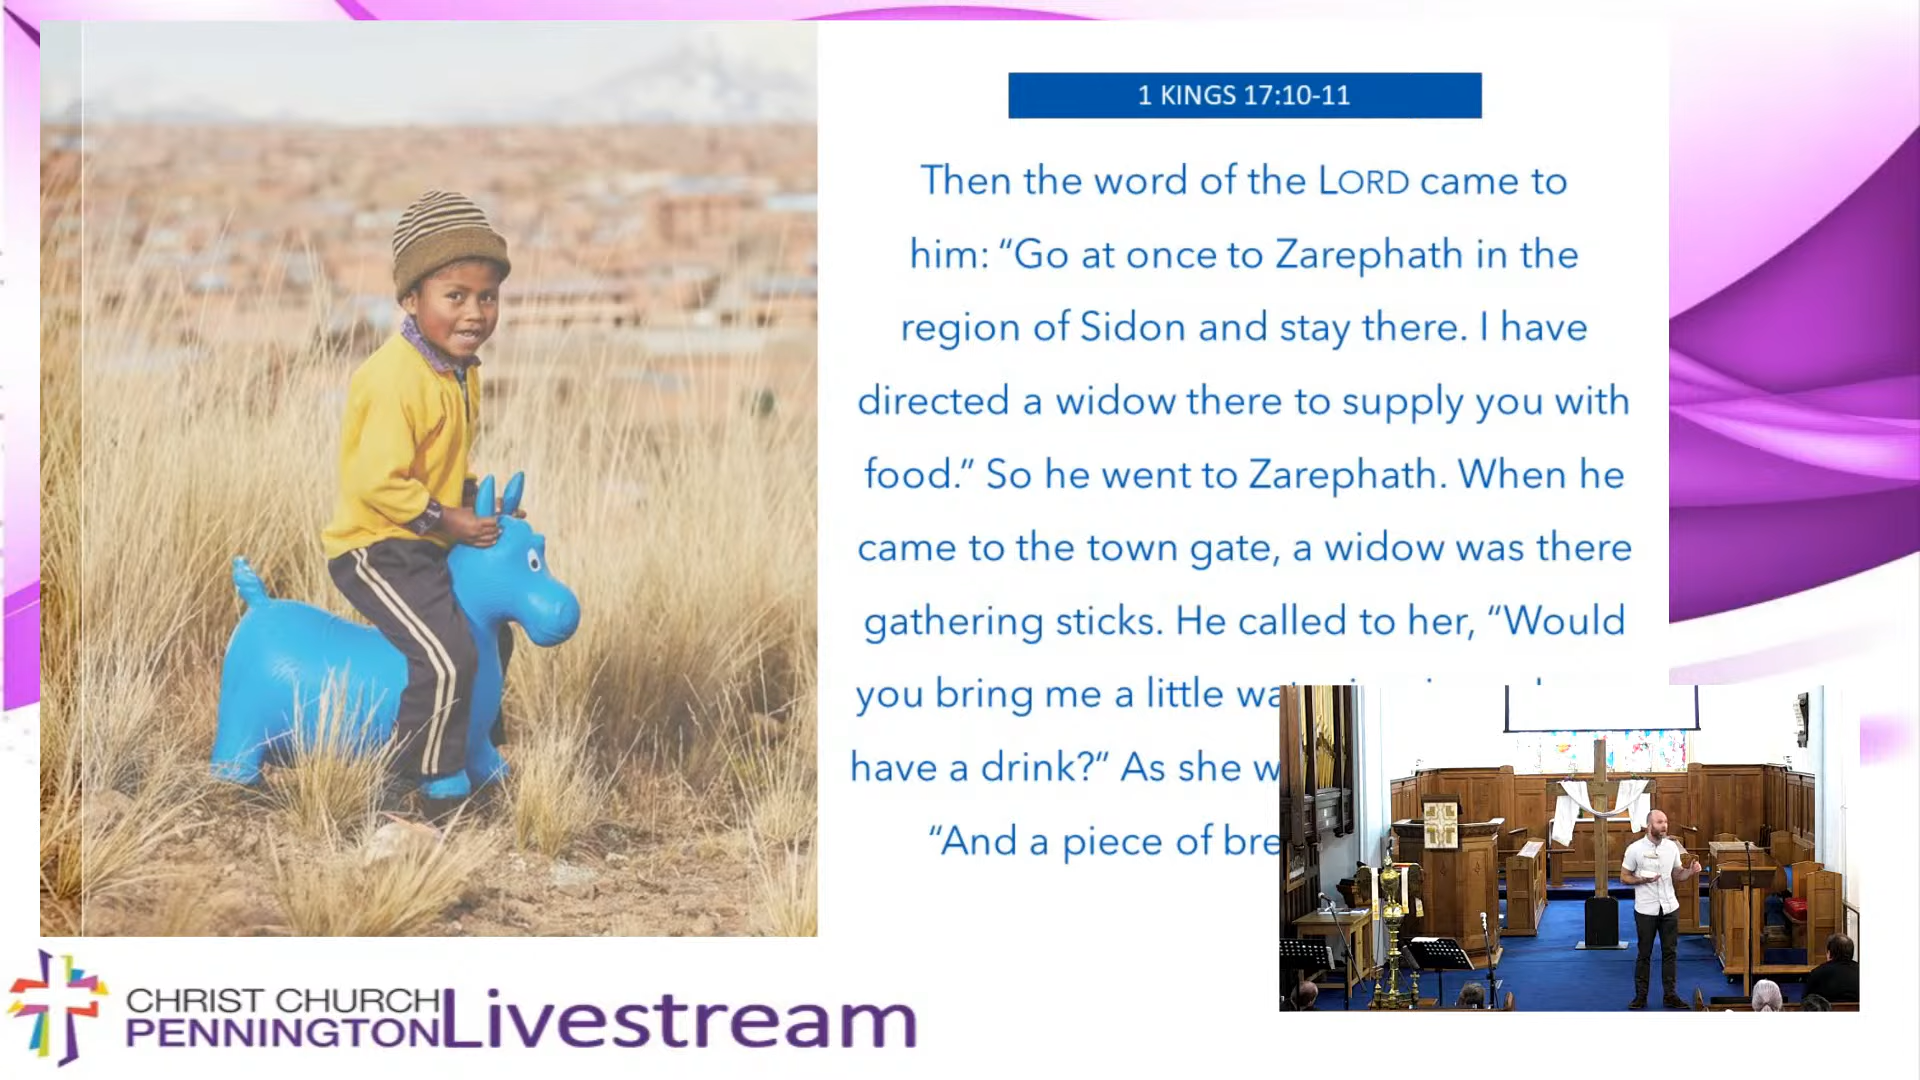 1 KINGS 17:10-11
Then the word of the LORD came to
him: “Go at once to Zarephath in the
region of Sidon and stay there. I have
directed a widow there to supply you with
food.” So he went to Zarephath. When he
came to the town gate, a widow was there
gathering sticks. He called to her, “Would
you bring me a little
have a drink?” As she
“And a piece of
CHRIST CHURCH
PENNINGTON Livestream